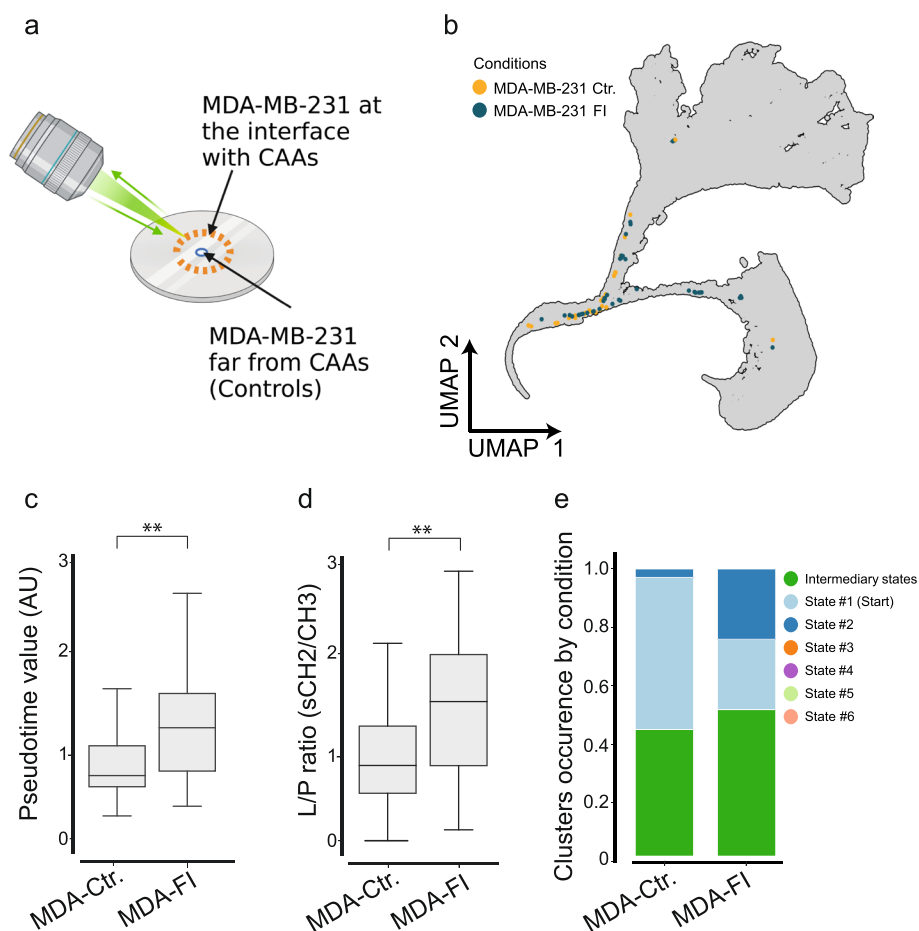 a
MDA-MB-231 at
the interface
with CAAs
MDA-MB-231
far from CAAs
(Controls)
b
Conditions
MDA-MB-231 Ctr.
MDA-MB-231 FI
UMAP 2
UMAP 1
c
**
Pseudotime value (AU)
3
2
1
0
MDA-Ctr.
MDA-FI
d
**
L/P ratio (sCH2/CH3)
3
2
1
0
MDA-Ctr.
MDA-FI
e
Clusters occurence by condition
1.0
0.8
0.6
0.4
0.2
0
MDA-Ctr.
MDA-FI
Intermediary states
State #1 (Start)
State #2
State #3
State #4
State #5
State #6